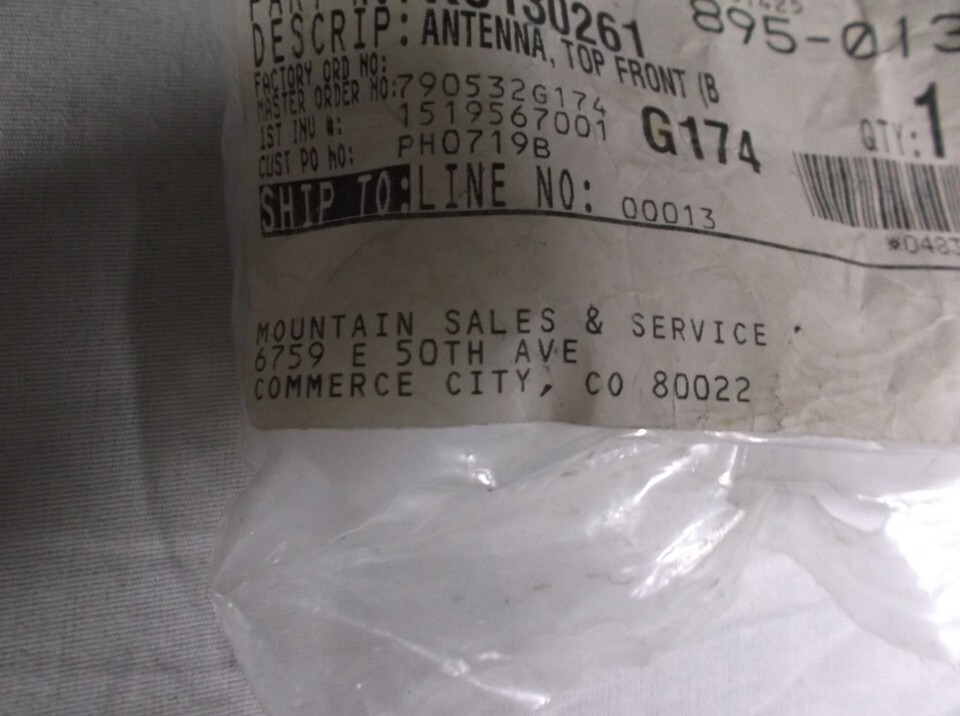 895-013
DESCRIP: ANTENNA, TOP FRONT (B
FACTORY ORD NO:
MASTER ORDER NO: 790532G174
1ST INV #: 1519567001
CUST PO NO: PH0719B
G174
QTY: 1
SHIP TO: LINE NO: 00013
*0483
MOUNTAIN SALES & SERVICE
6759 E 50TH AVE
COMMERCE CITY, CO 80022